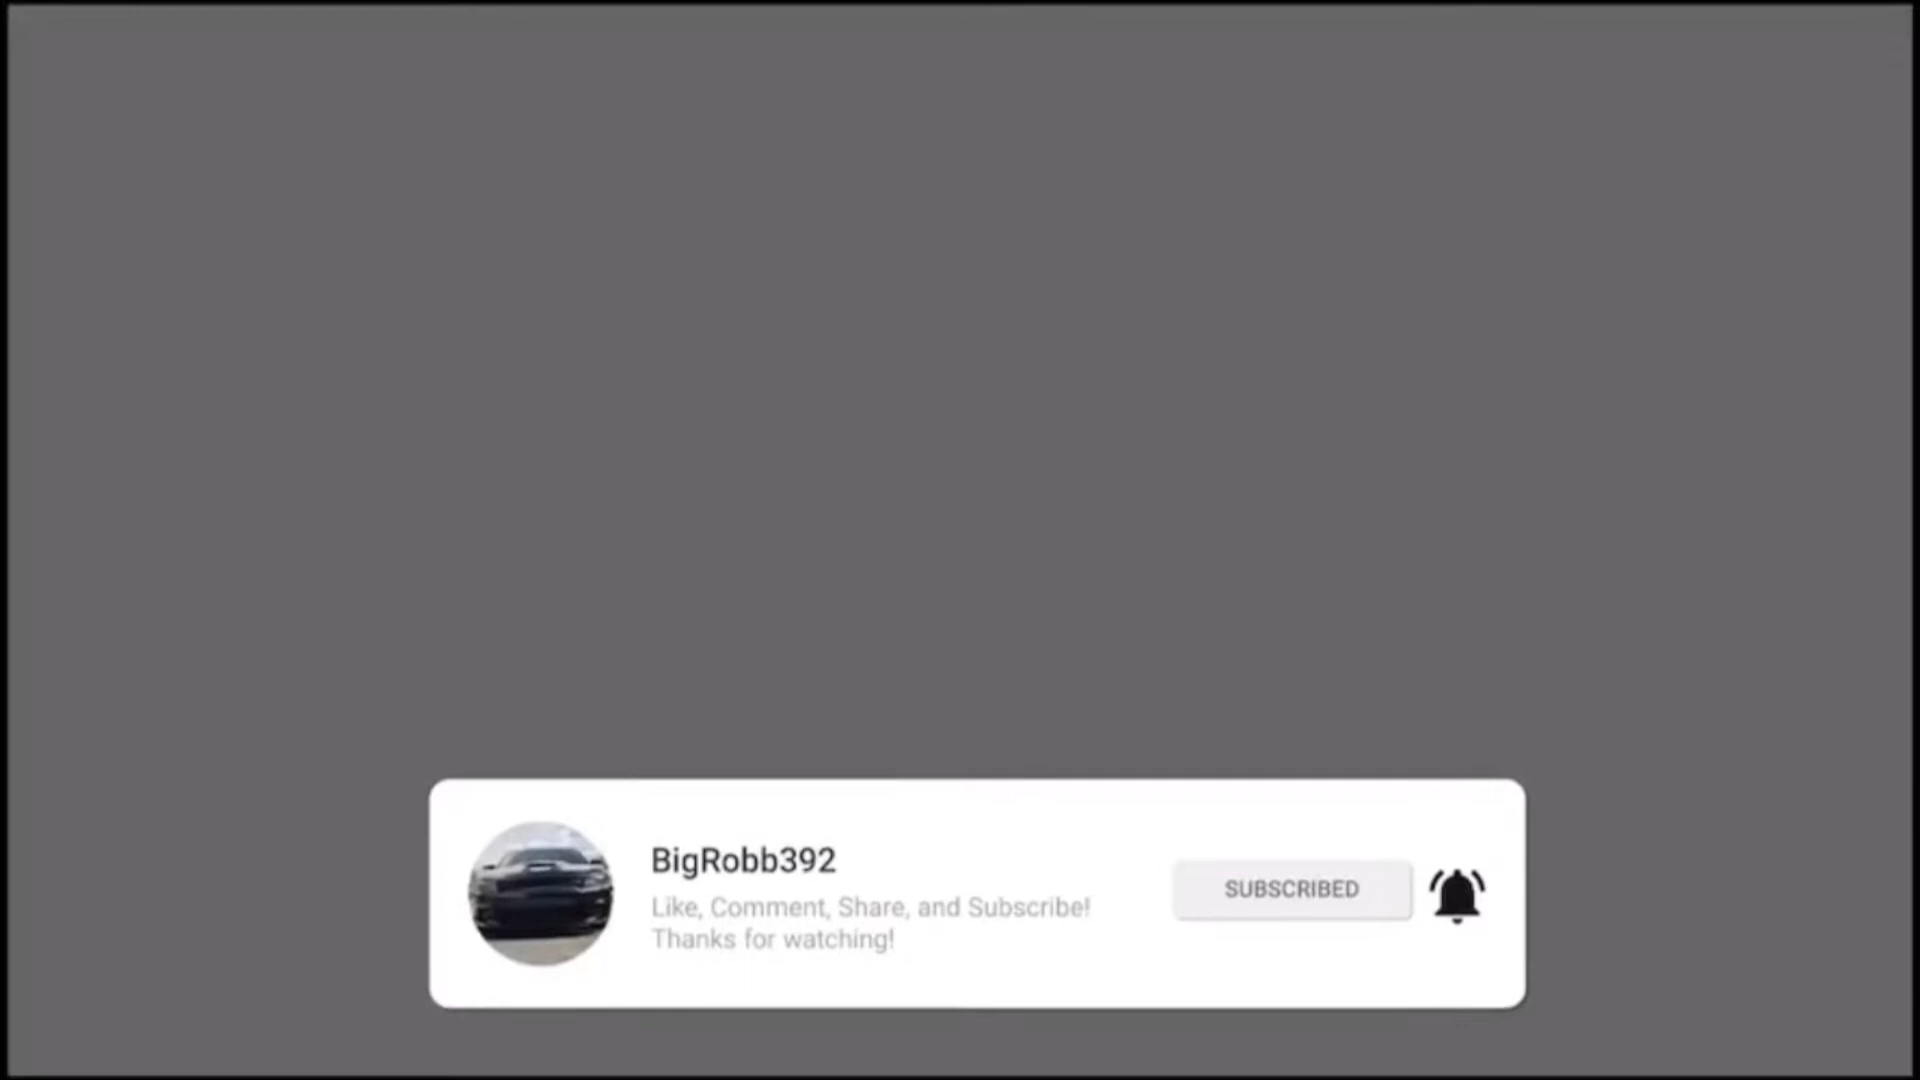 BigRobb392
Like, Comment, Share, and Subscribe!
Thanks for watching!
SUBSCRIBED